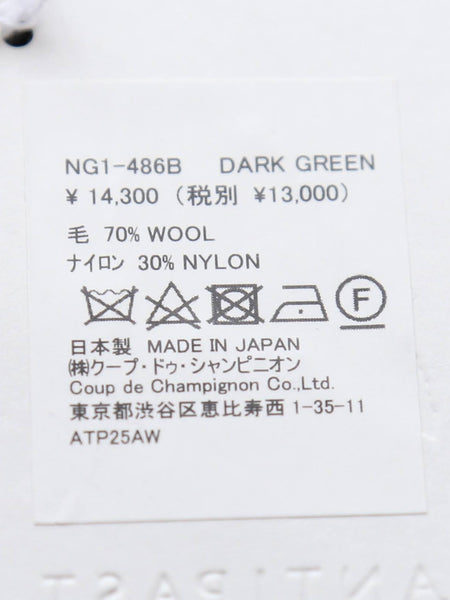 NG1-486B DARK GREEN
¥ 14,300 (税別 ¥13,000)
毛 70% WOOL
ナイロン 30% NYLON
F
日本製 MADE IN JAPAN
㈱クープ・ドゥ・シャンピニオン
Coup de Champignon Co.,Ltd.
東京都渋谷区恵比寿西1-35-11
ATP25AW
ANTIPAST